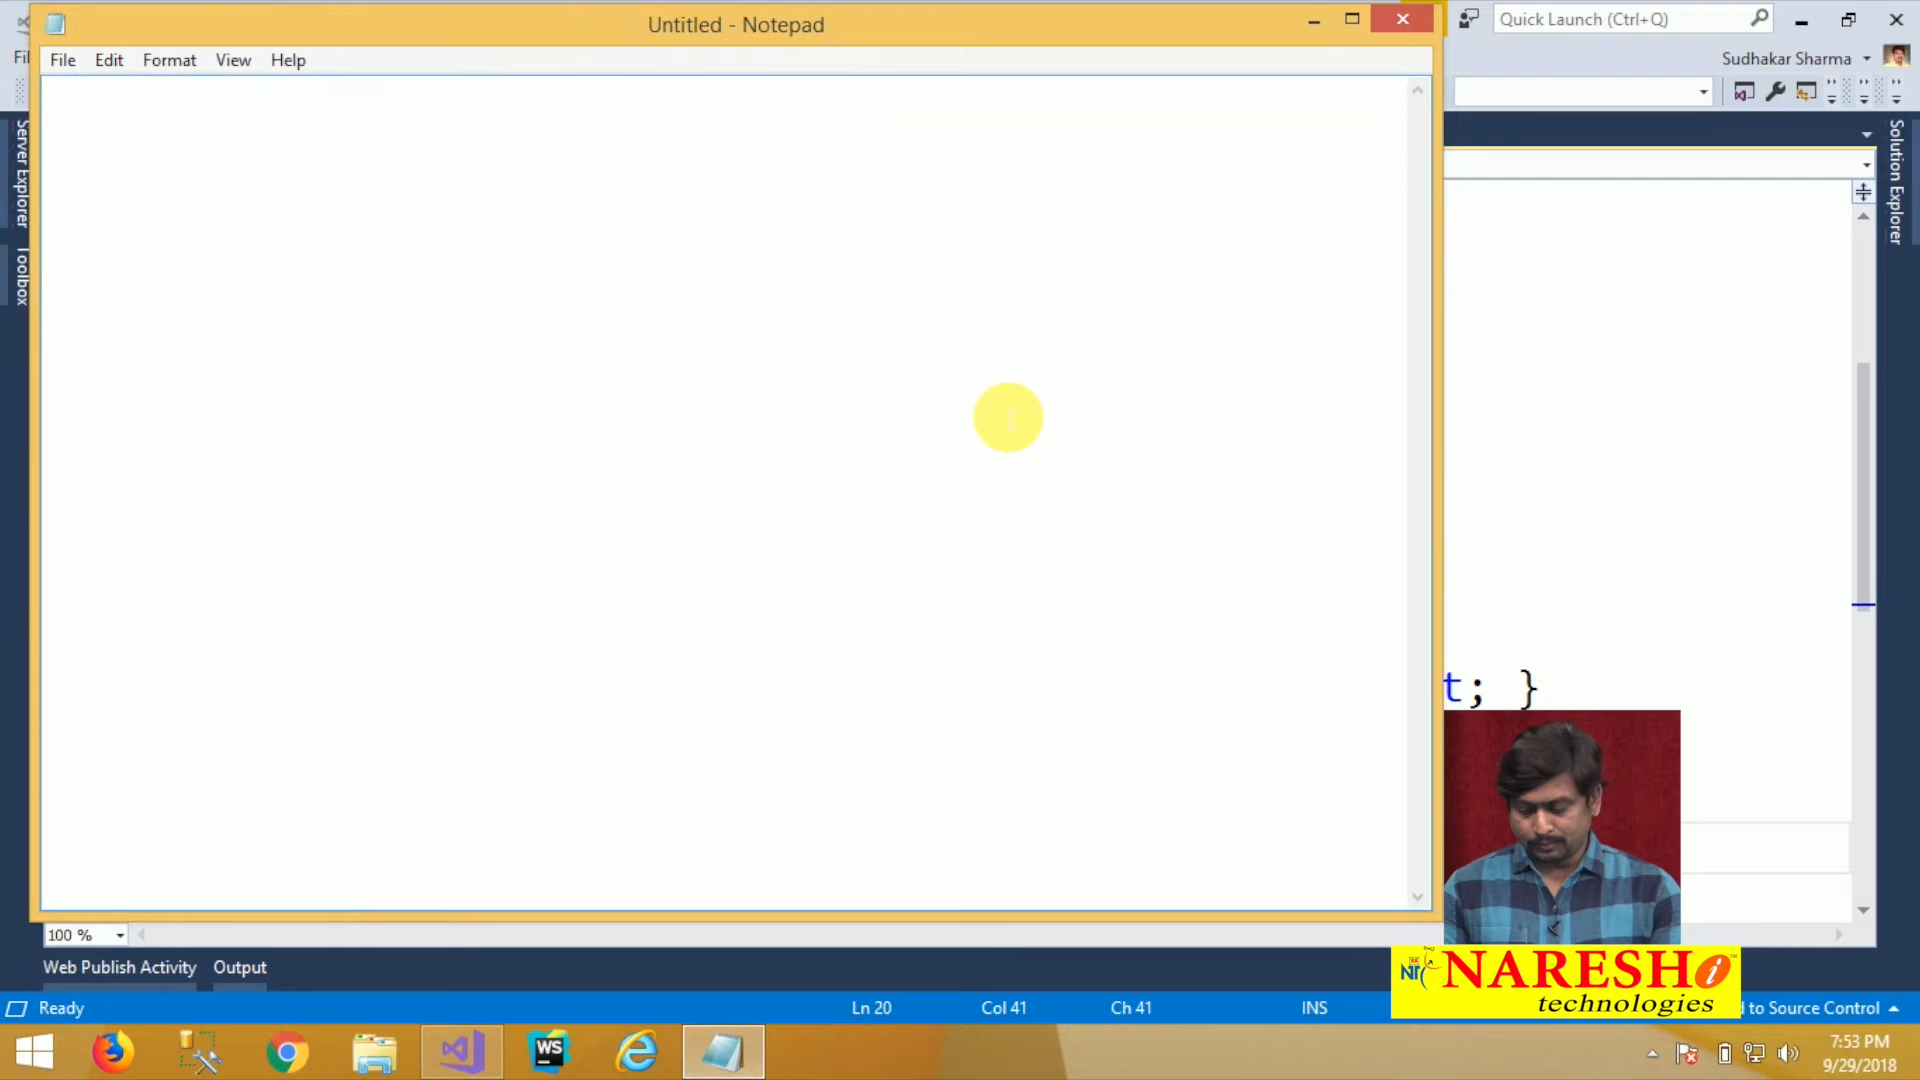 Untitled - Notepad
Quick Launch (Ctrl+Q)
File Edit Format View Help
Sudhakar Sharma
Server Explorer
Toolbox
Solution Explorer
t; }
100 %
Web Publish Activity Output
NARESH i
technologies
Ready Ln 20 Col 41 Ch 41 INS d to Source Control
WS
7:53 PM
9/29/2018